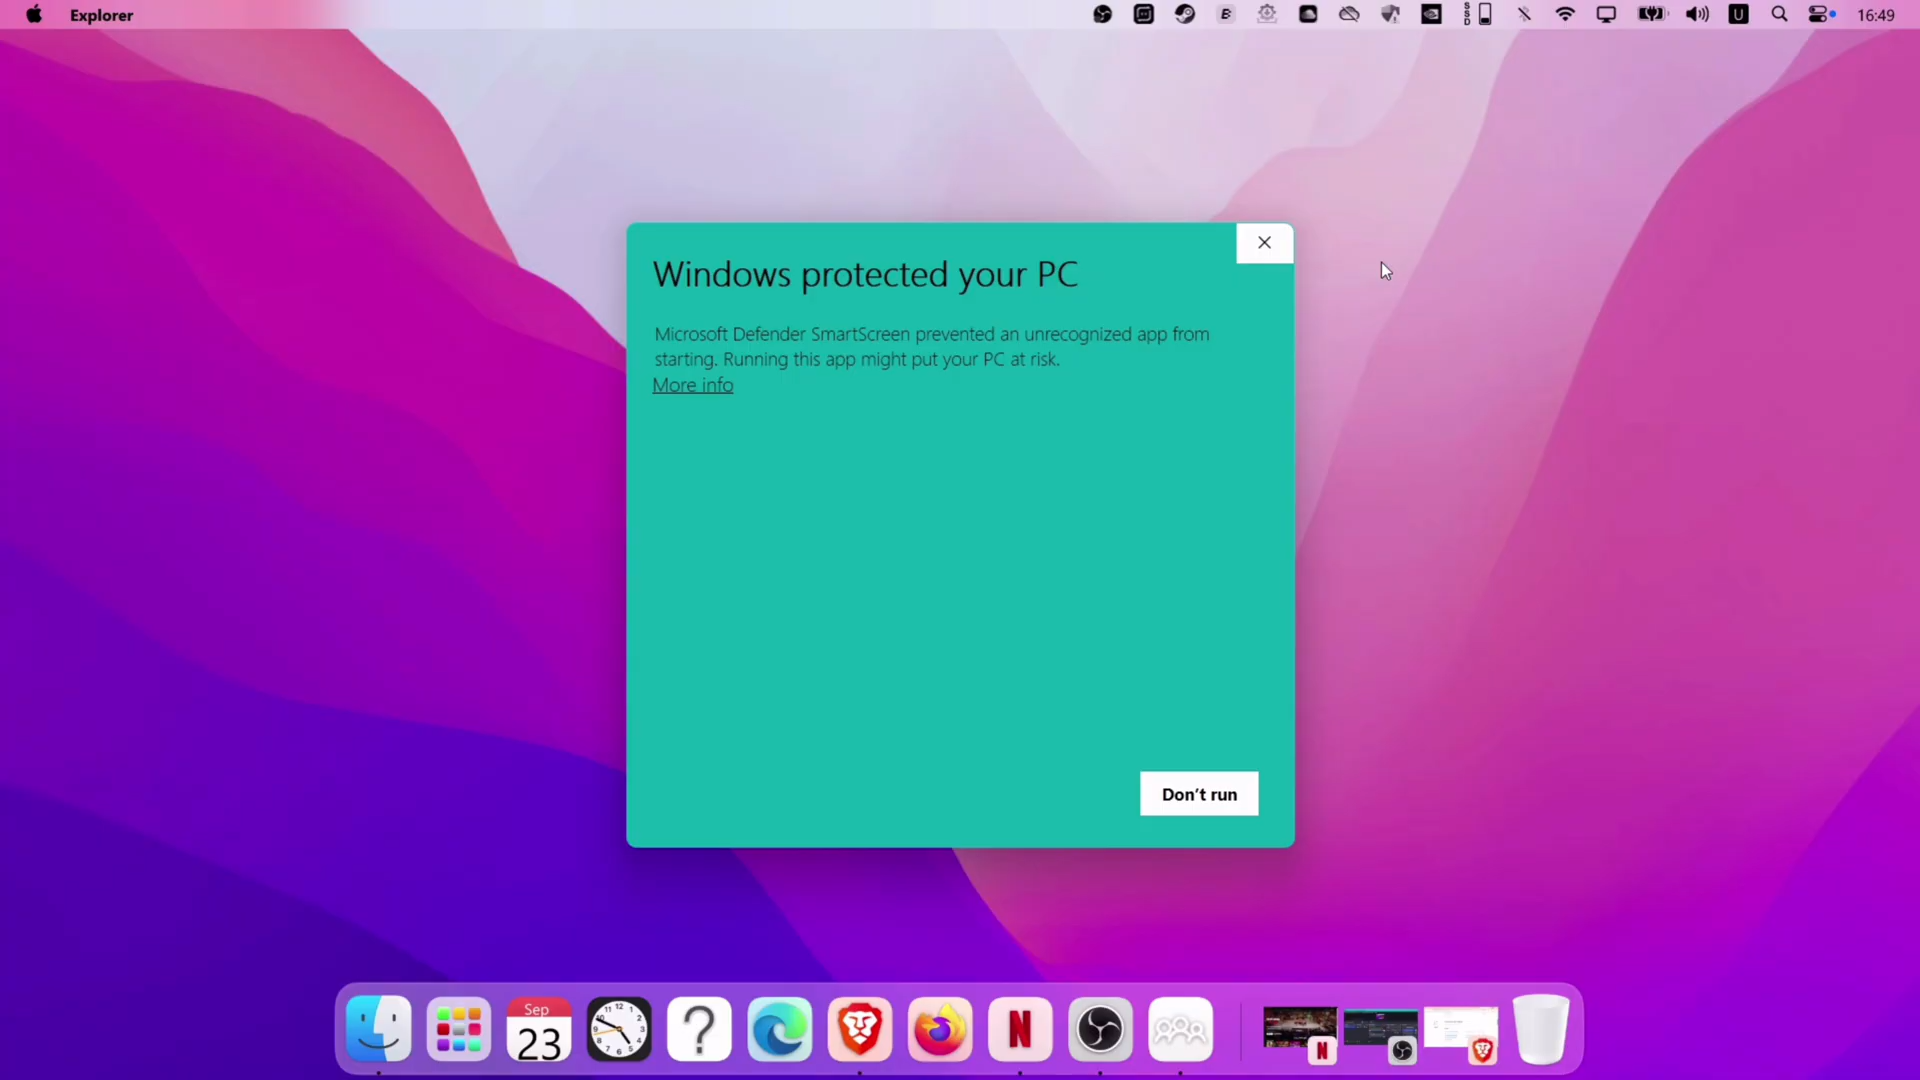 Explorer
SSD
U
16:49
Windows protected your PC
Microsoft Defender SmartScreen prevented an unrecognized app from
starting. Running this app might put your PC at risk.
More info
Don't run
Sep
23
?
N
N